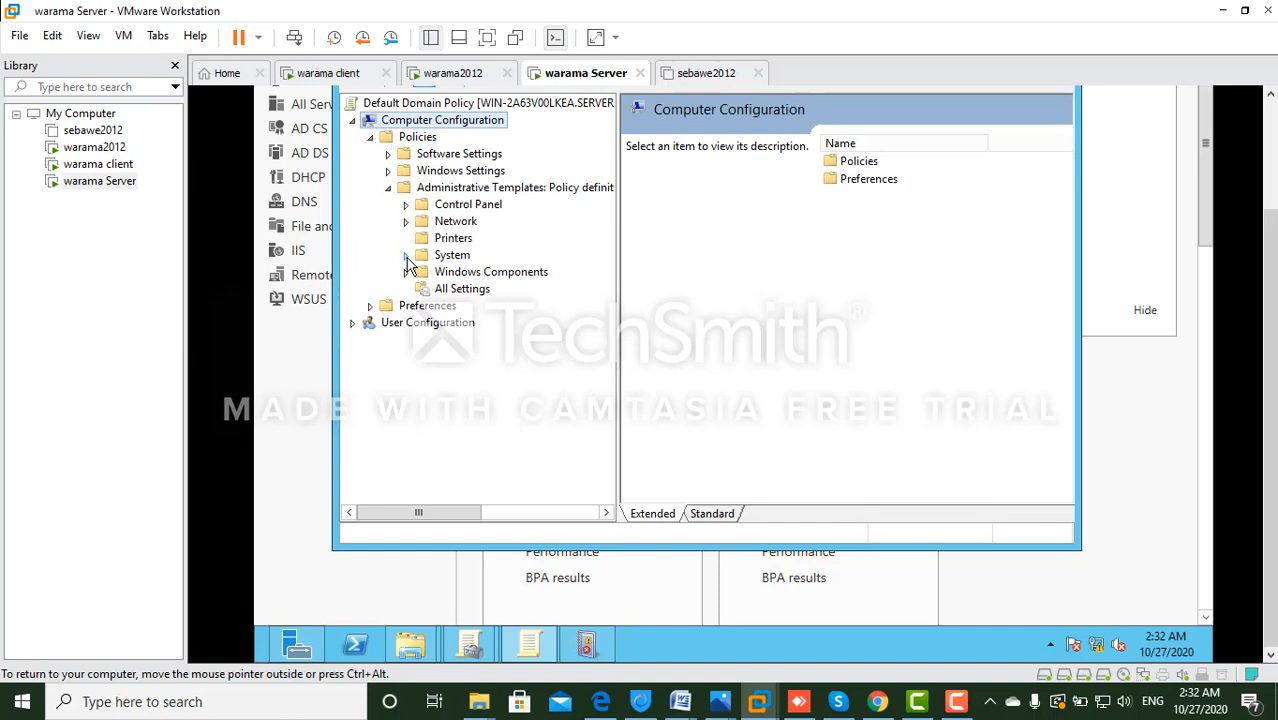 warama Server - VMware Workstation
File Edit View VM Tabs Help
Library
Type here to search
My Computer
sebawe2012
warama2012
warama client
warama Server
Home
warama client
warama2012
warama Server
sebawe2012
All Ser
AD CS
AD DS
DHCP
DNS
File and
IIS
Remote
WSUS
Default Domain Policy [WIN-2A63V00LKEA.SERVER
Computer Configuration
Policies
Software Settings
Windows Settings
Administrative Templates: Policy definit
Control Panel
Network
Printers
System
Windows Components
All Settings
Preferences
User Configuration
Computer Configuration
Select an item to view its description.
Name
Policies
Preferences
Extended Standard
Hide
TechSmith®
MADE WITH CAMTASIA FREE TRIAL
Performance
BPA results
Performance
BPA results
2:32 AM
10/27/2020
To return to your computer, move the mouse pointer outside or press Ctrl+Alt.
Type here to search
ENG
2:32 AM
10/27/2020
7